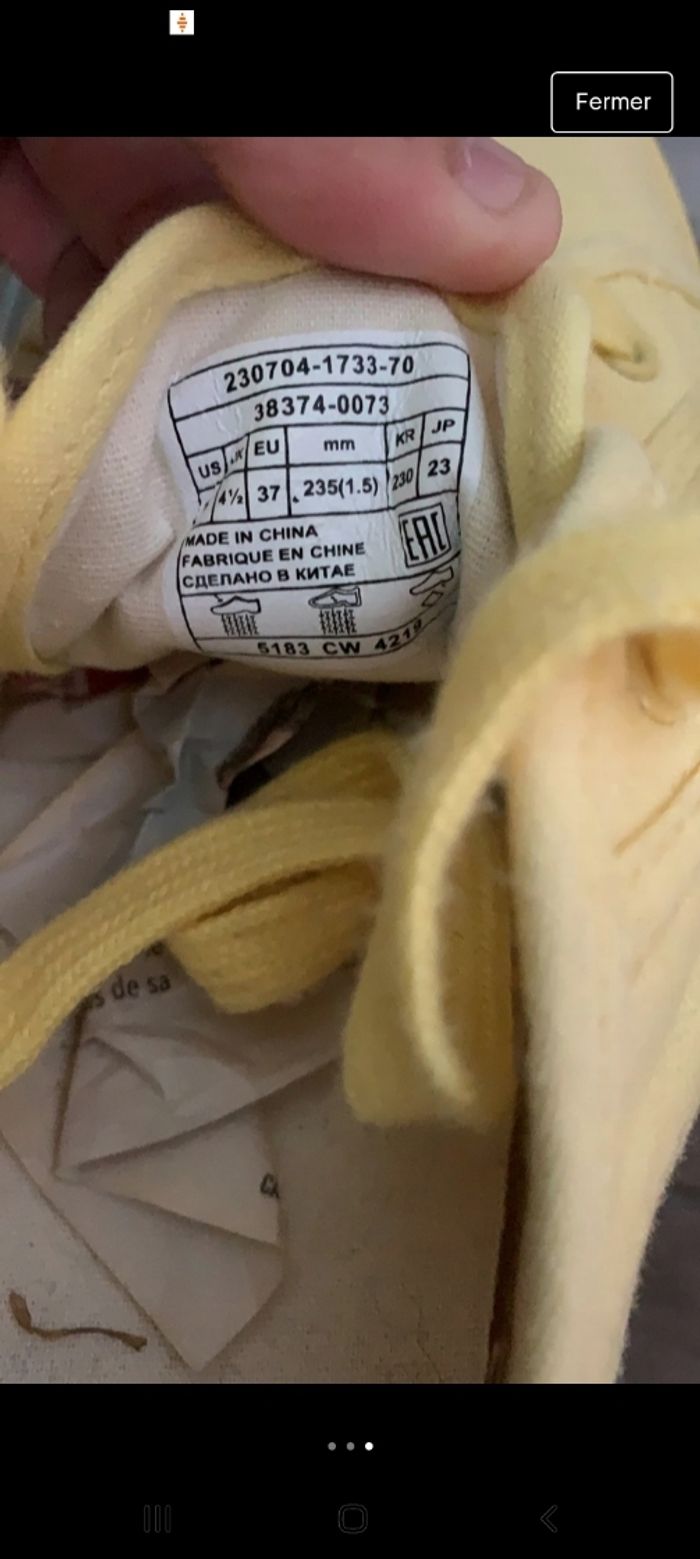 Fermer
230704-1733-70
38374-0073
US EU mm KR JP
4½ 37 235(1.5) 230 23
MADE IN CHINA
FABRIQUE EN CHINE
СДЕЛАНО В КИТАЕ
EAC
5183 CW 4219
de sa